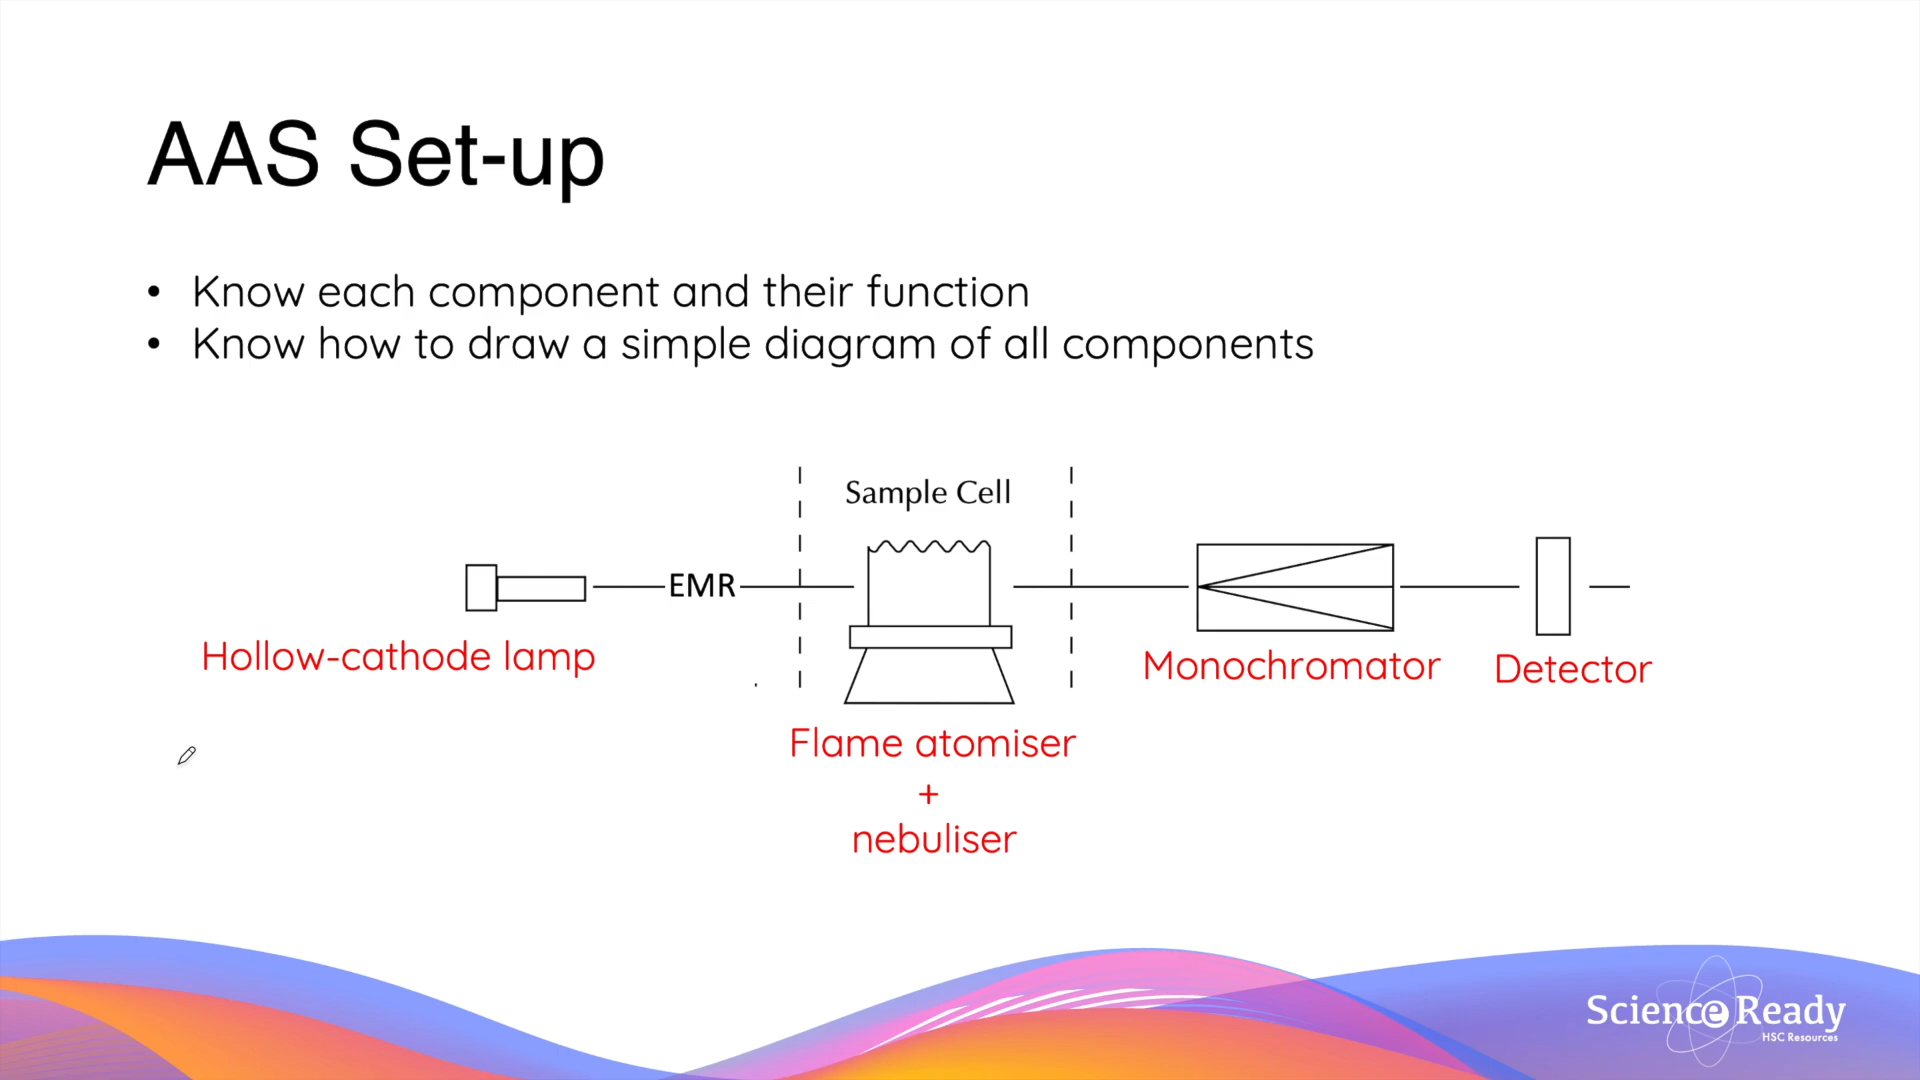 AAS Set-up
• Know each component and their function
• Know how to draw a simple diagram of all components
Sample Cell
EMR
Hollow-cathode lamp
Monochromator
Detector
Flame atomiser
+
nebuliser
Science Ready
HSC Resources